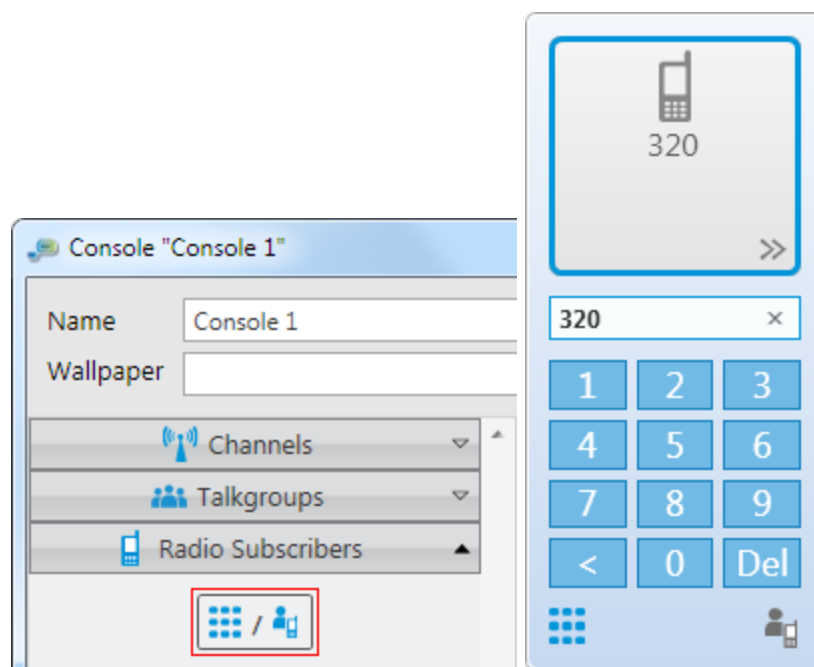 Console "Console 1"
Name Console 1
Wallpaper
Channels
Talkgroups
Radio Subscribers
/
320
320 ×
1 2 3
4 5 6
7 8 9
< 0 Del